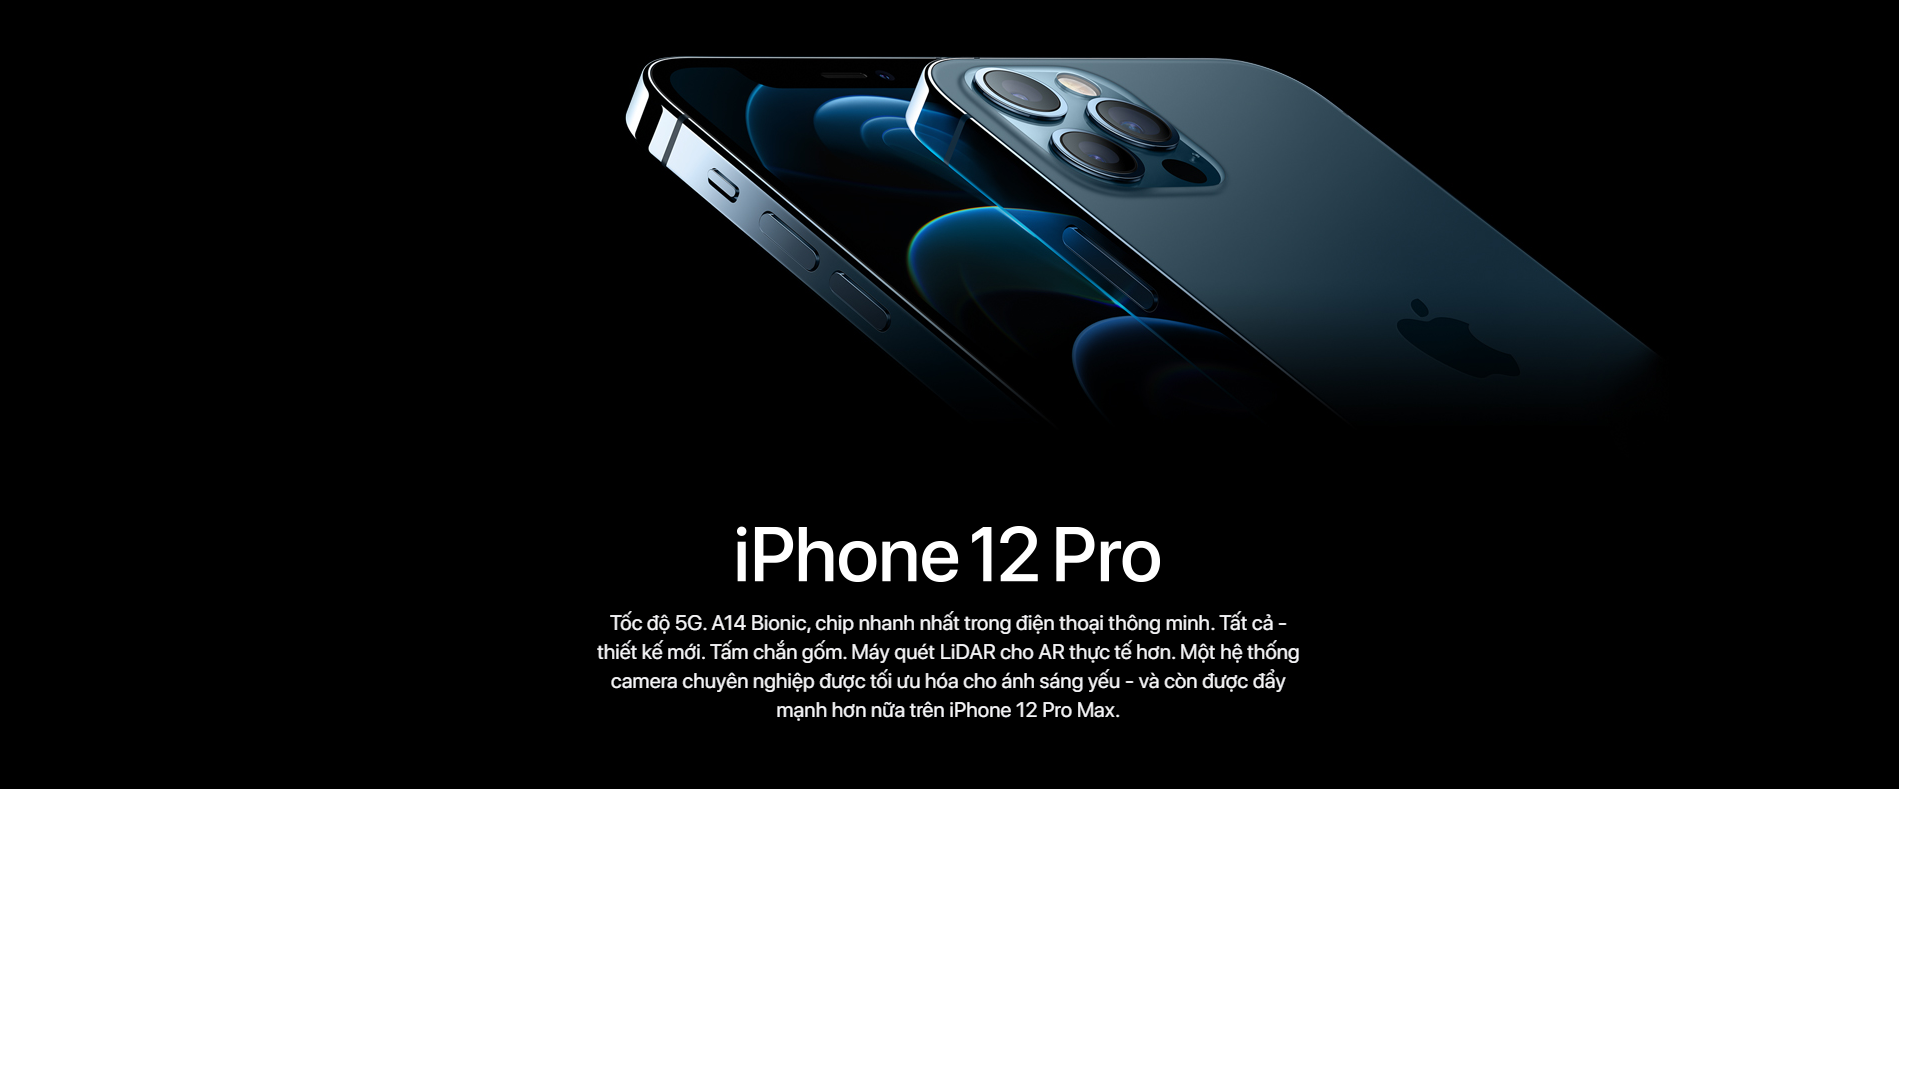 iPhone 12 Pro
Tốc độ 5G. A14 Bionic, chip nhanh nhất trong điện thoại thông minh. Tất cả -
thiết kế mới. Tấm chắn gốm. Máy quét LiDAR cho AR thực tế hơn. Một hệ thống
camera chuyên nghiệp được tối ưu hóa cho ánh sáng yếu - và còn được đẩy
mạnh hơn nữa trên iPhone 12 Pro Max.